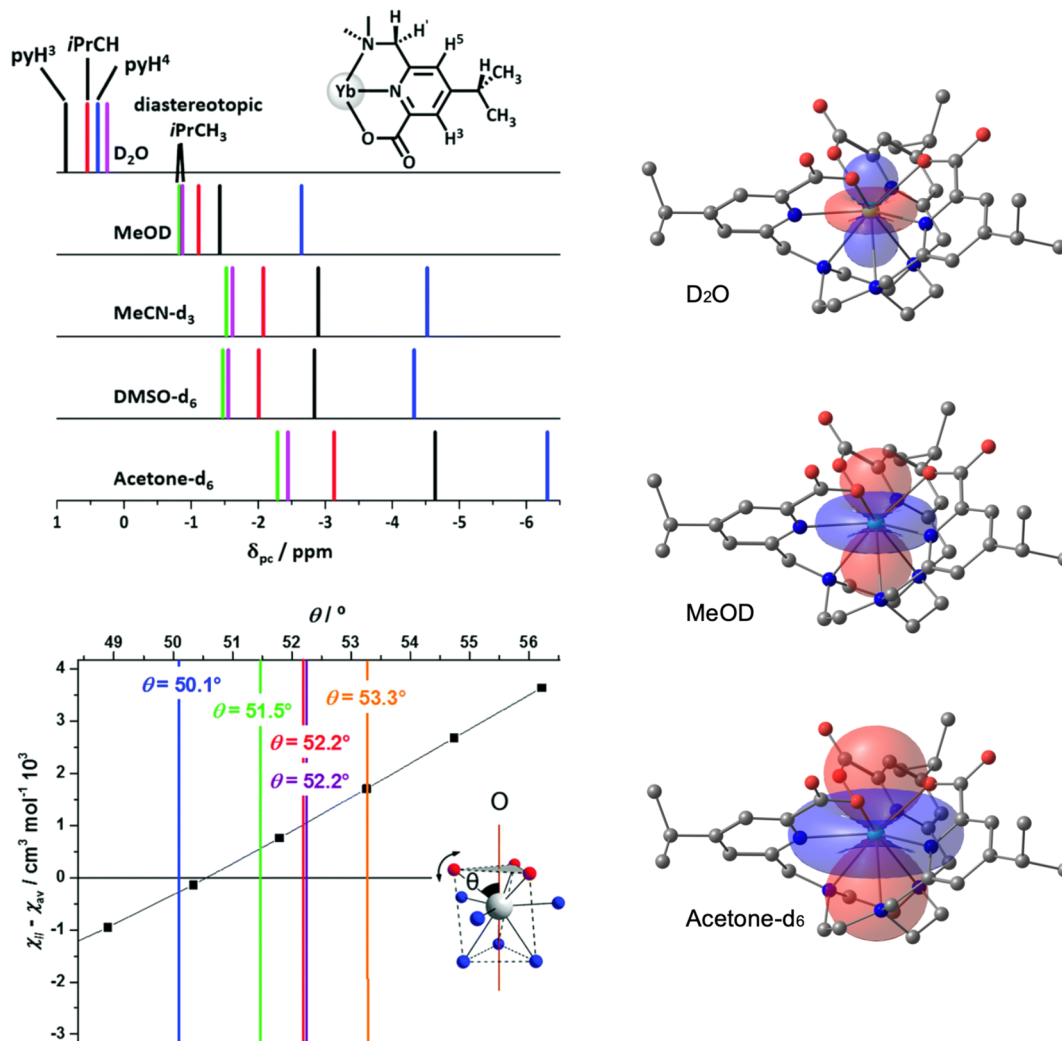 pyH³
iPrCH
pyH⁴
diastereotopic
iPrCH₃
D₂O
MeOD
MeCN-d₃
DMSO-d₆
Acetone-d₆
1 0 -1 -2 -3 -4 -5 -6
δpc / ppm
H
H'
N
H⁵
Yb
N
H
CH₃
CH₃
O
H³
O
D₂O
MeOD
Acetone-d₆
θ / º
49 50 51 52 53 54 55 56
θ = 50.1°
θ = 51.5°
θ = 52.2°
θ = 52.2°
θ = 53.3°
χ// - χav / cm³ mol⁻¹ 10³
4
3
2
1
0
-1
-2
-3
O
θ